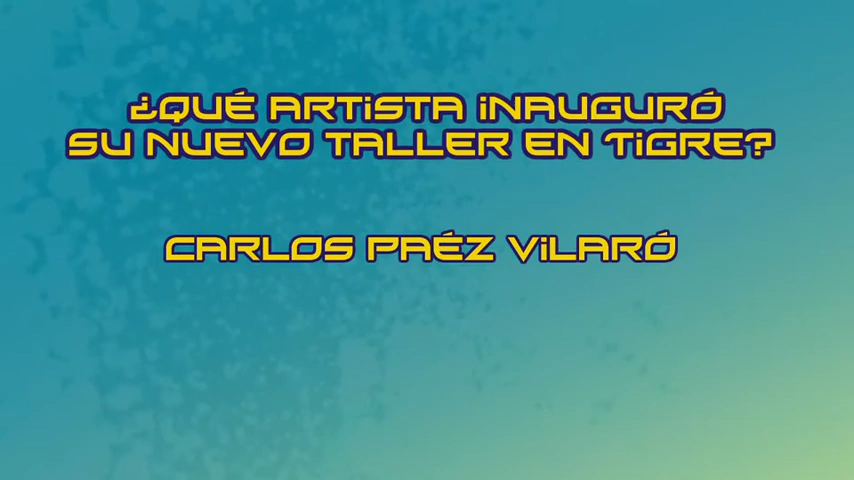 ¿QUÉ ARTISTA INAUGURÓ
SU NUEVO TALLER EN TIGRE?
CARLOS PAÉZ VILARÓ